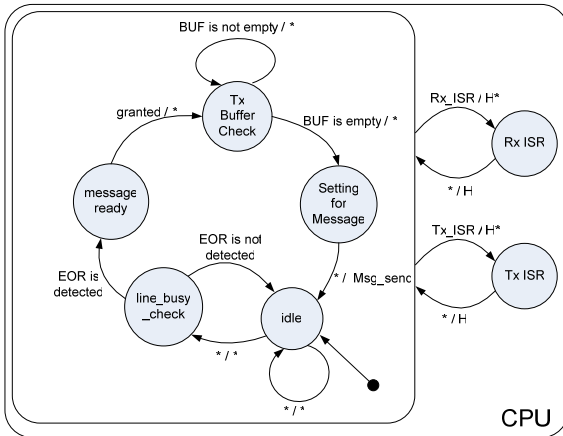 BUF is not empty / *
Tx
Buffer
Check
granted / *
BUF is empty / *
Rx_ISR / H*
Rx ISR
* / H
message
ready
Setting
for
Message
EOR is not
detected
Tx_ISR / H*
EOR is
detected
* / Msg_send
Tx ISR
line_busy
_check
idle
* / H
* / *
* / *
CPU